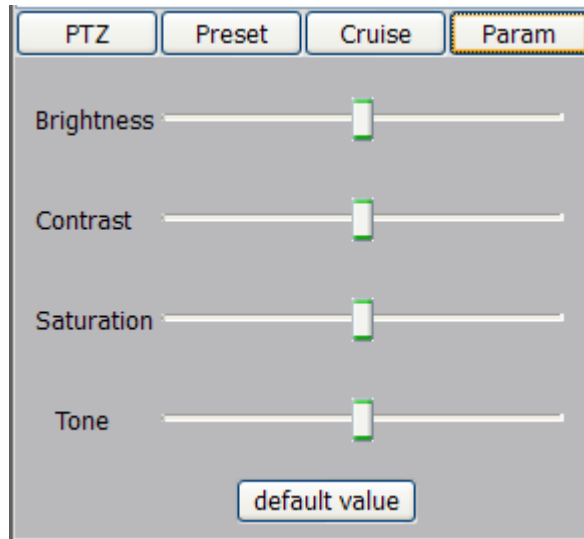 PTZ Preset Cruise Param
Brightness
Contrast
Saturation
Tone
default value